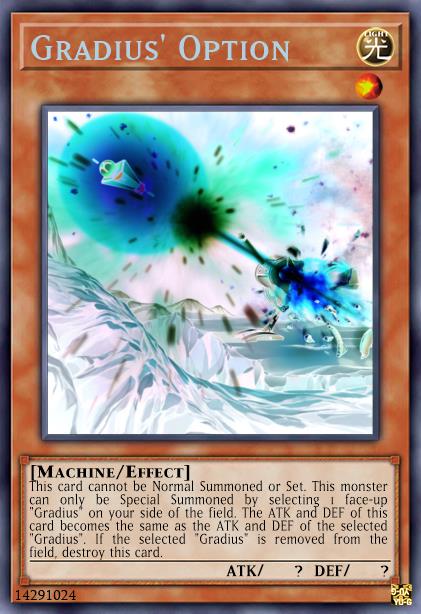 GRADIUS' OPTION
LIGHT
光
[MACHINE/EFFECT]
This card cannot be Normal Summoned or Set. This monster
can only be Special Summoned by selecting 1 face-up
"Gradius" on your side of the field. The ATK and DEF of this
card becomes the same as the ATK and DEF of the selected
"Gradius". If the selected "Gradius" is removed from the
field, destroy this card.
ATK/ ? DEF/ ?
14291024